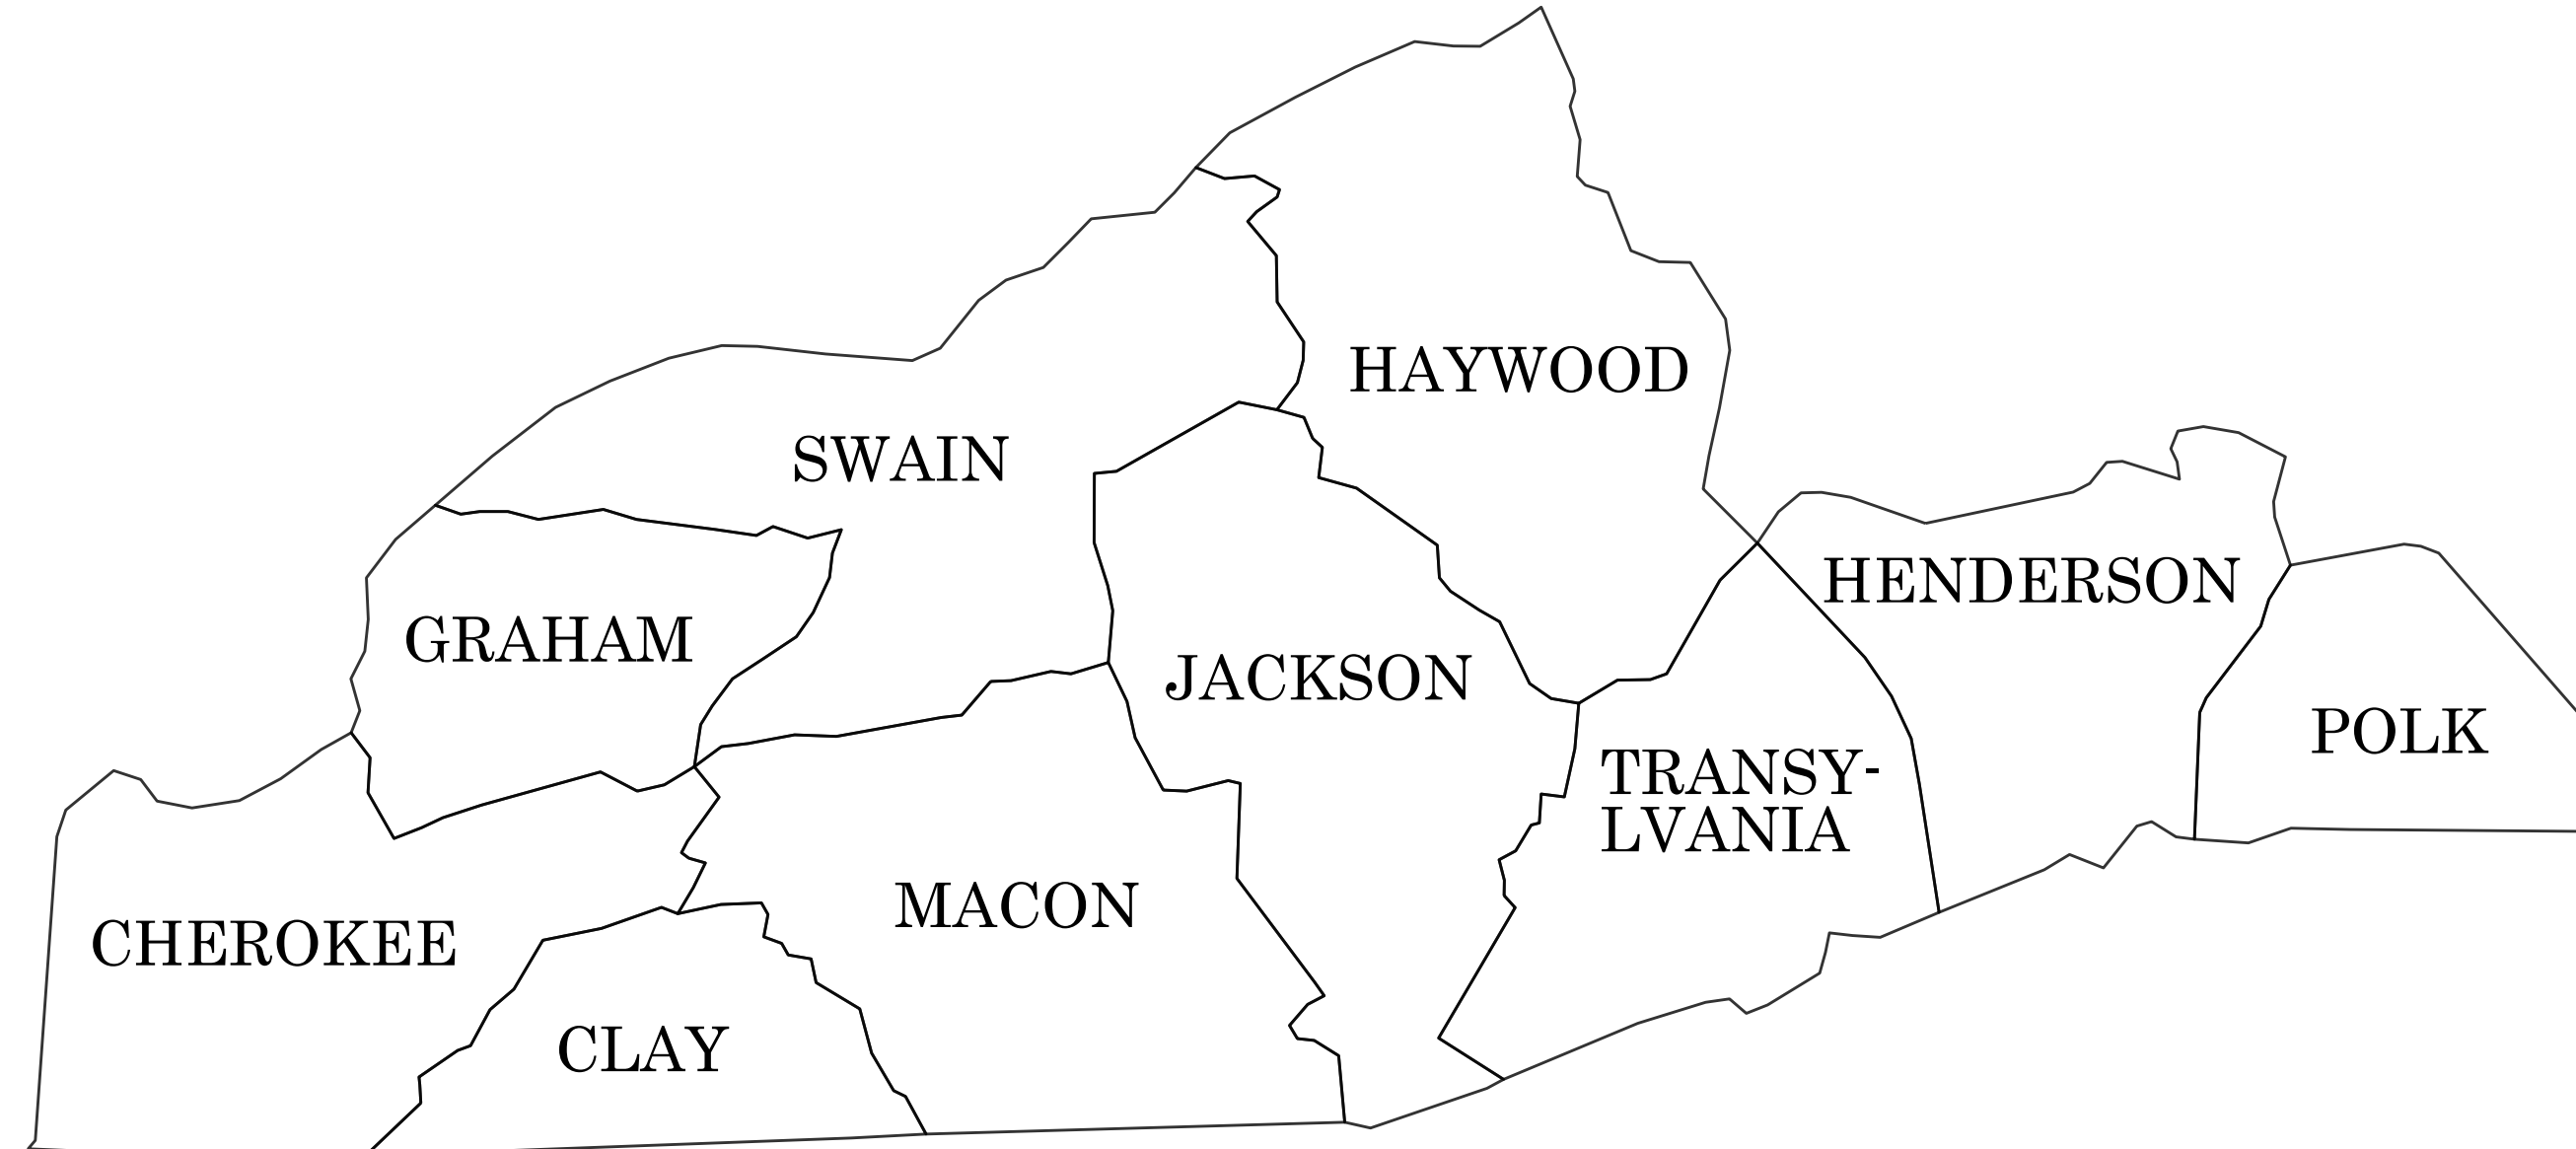 HAYWOOD
SWAIN
HENDERSON
GRAHAM
JACKSON
POLK
TRANSY-
LVANIA
MACON
CHEROKEE
CLAY